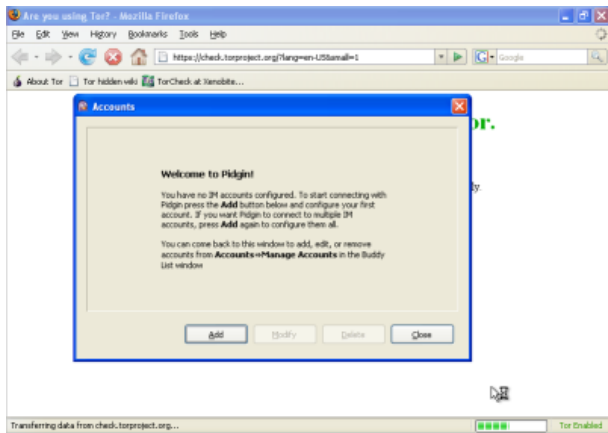 Are you using Tor? - Mozilla Firefox
File Edit View History Bookmarks Tools Help
https://check.torproject.org/?lang=en-US&small=1
Google
About Tor Tor hidden wiki TorCheck at Xenobite...
Accounts
or.
Welcome to Pidgin!
ly.
You have no IM accounts configured. To start connecting with
Pidgin press the Add button below and configure your first
account. If you want Pidgin to connect to multiple IM
accounts, press Add again to configure them all.
You can come back to this window to add, edit, or remove
accounts from Accounts⇒Manage Accounts in the Buddy
List window
Add Modify Delete Close
Transferring data from check.torproject.org...
Tor Enabled